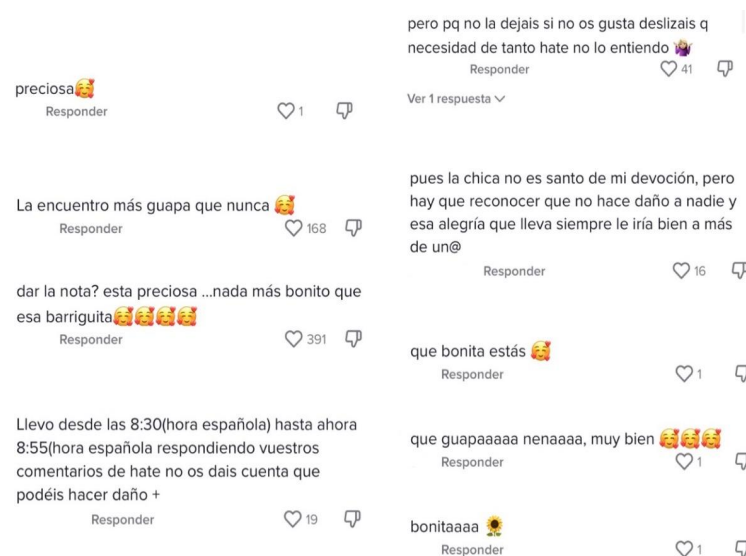 preciosa🥰
Responder
1
La encuentro más guapa que nunca 🥰
Responder
168
dar la nota? esta preciosa ...nada más bonito que
esa barriguita🥰🥰🥰🥰
Responder
391
Llevo desde las 8:30(hora española) hasta ahora
8:55(hora española respondiendo vuestros
comentarios de hate no os dais cuenta que
podéis hacer daño +
Responder
19
pero pq no la dejais si no os gusta deslizais q
necesidad de tanto hate no lo entiendo 🤷‍♀️
Responder
41
Ver 1 respuesta
pues la chica no es santo de mi devoción, pero
hay que reconocer que no hace daño a nadie y
esa alegría que lleva siempre le iría bien a más
de un@
Responder
16
que bonita estás 🥰
Responder
1
que guapaaaaa nenaaaa, muy bien 🥰🥰🥰
Responder
1
bonitaaaa 🌻
Responder
1